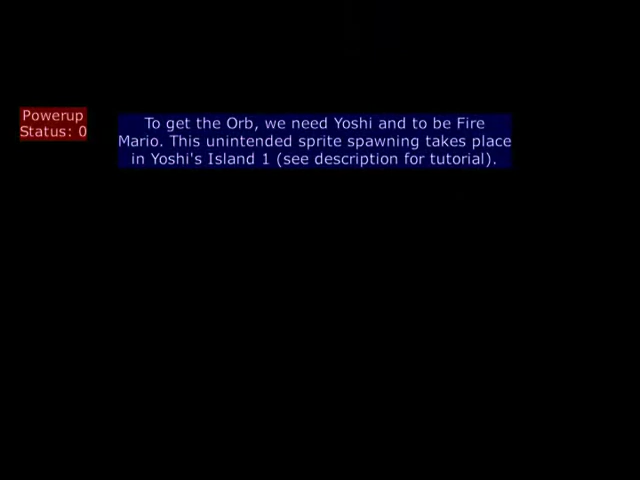 Powerup
Status: 0
To get the Orb, we need Yoshi and to be Fire
Mario. This unintended sprite spawning takes place
in Yoshi's Island 1 (see description for tutorial).